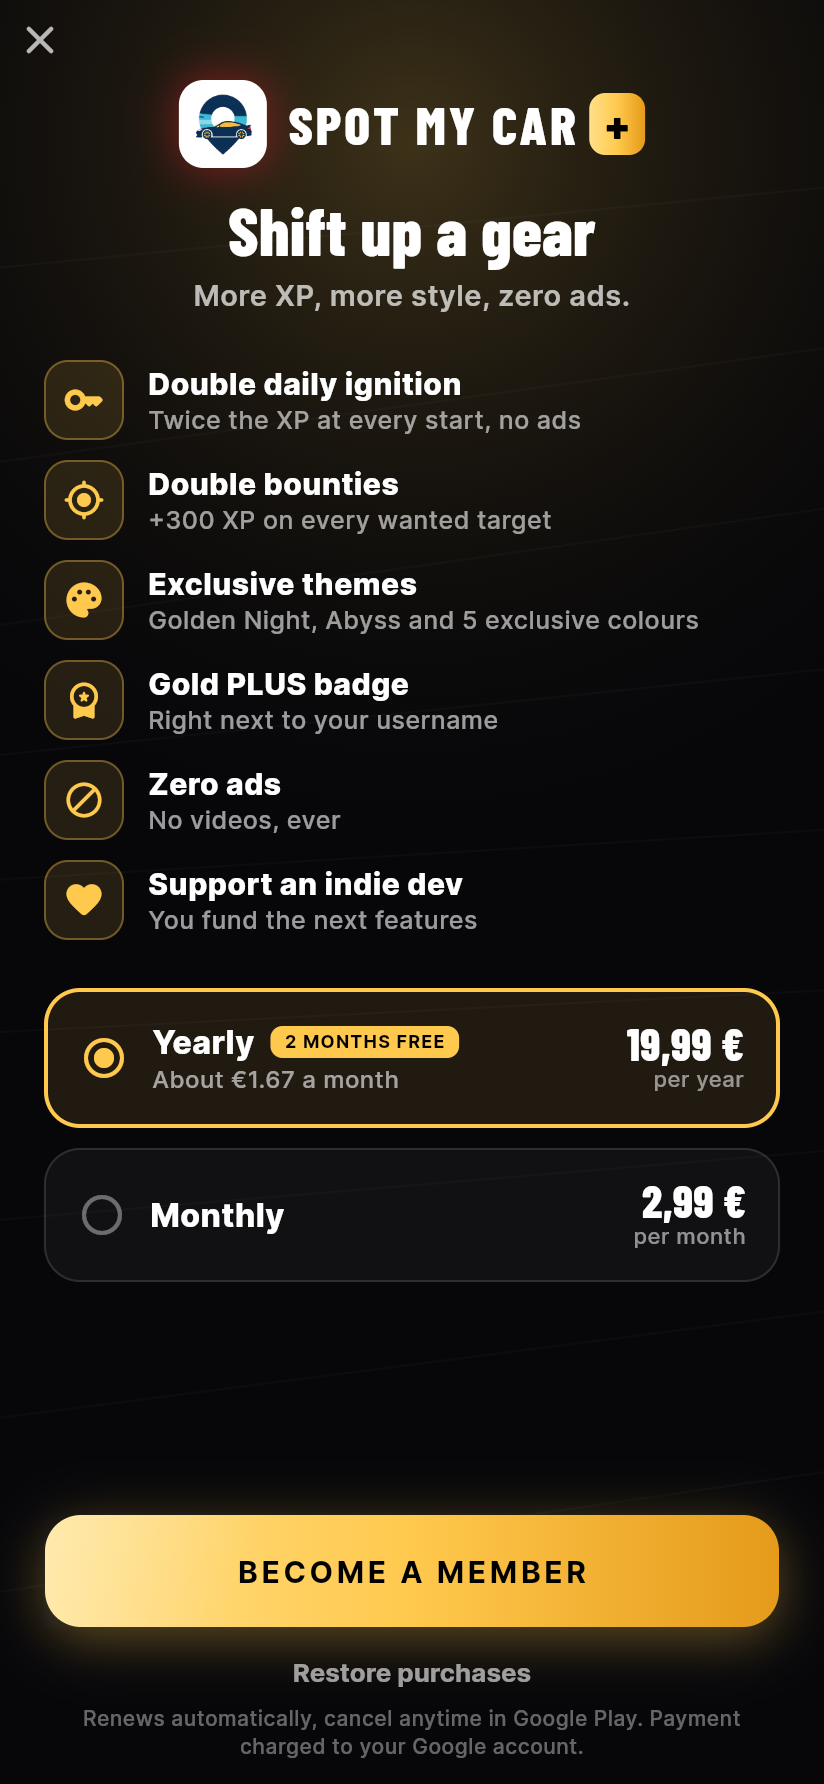 SPOT MY CAR +
Shift up a gear
More XP, more style, zero ads.
Double daily ignition
Twice the XP at every start, no ads
Double bounties
+300 XP on every wanted target
Exclusive themes
Golden Night, Abyss and 5 exclusive colours
Gold PLUS badge
Right next to your username
Zero ads
No videos, ever
Support an indie dev
You fund the next features
Yearly 2 MONTHS FREE
About €1.67 a month
19,99 €
per year
Monthly
2,99 €
per month
BECOME A MEMBER
Restore purchases
Renews automatically, cancel anytime in Google Play. Payment
charged to your Google account.